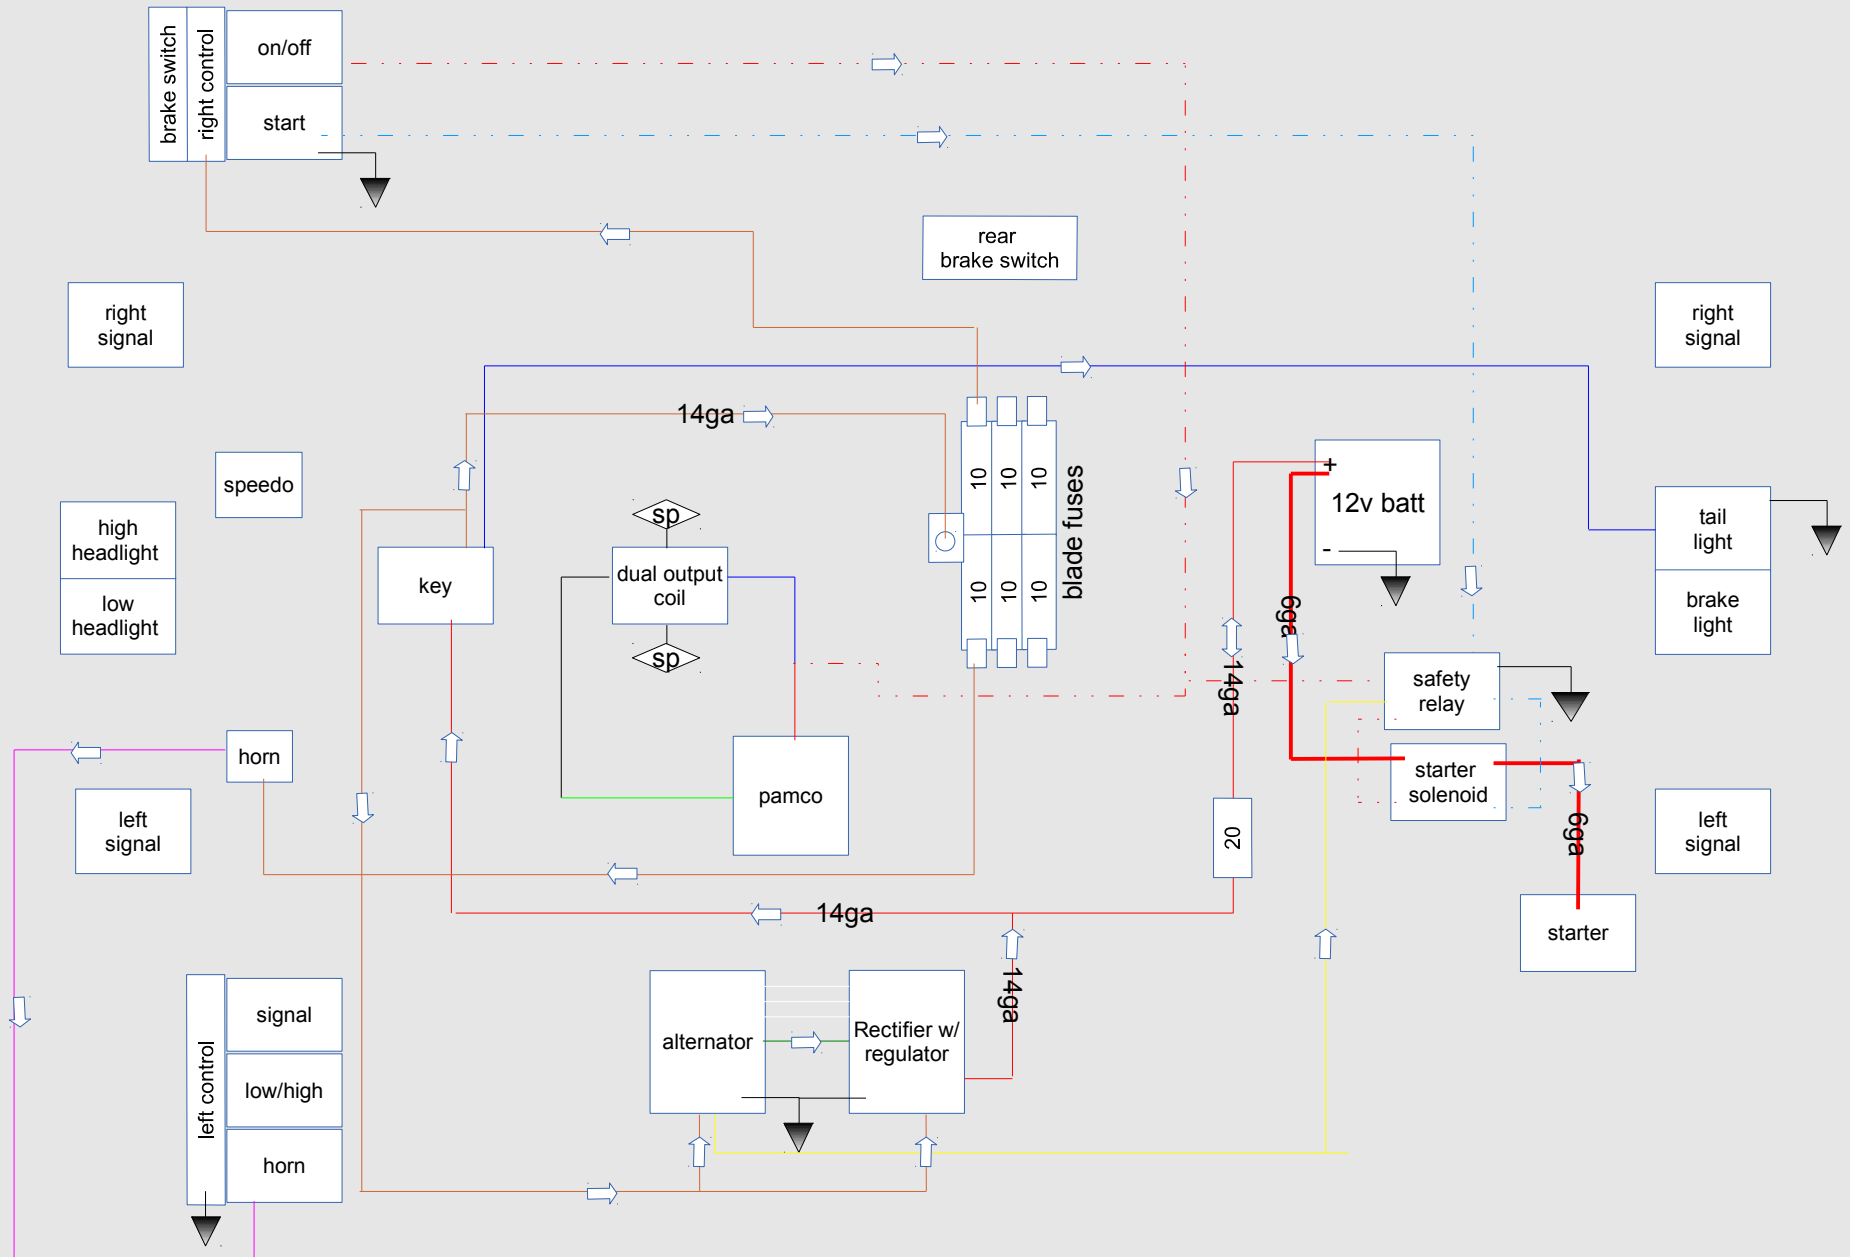 brake switch
right control
on/off
start
rear
brake switch
right
signal
right
signal
14ga
10
10
10
10
10
10
blade fuses
speedo
high
headlight
low
headlight
key
sp
dual output
coil
sp
+
12v batt
-
6ga
14ga
tail
light
brake
light
safety
relay
starter
solenoid
6ga
starter
horn
left
signal
pamco
20
left
signal
14ga
14ga
alternator
Rectifier w/
regulator
left control
signal
low/high
horn